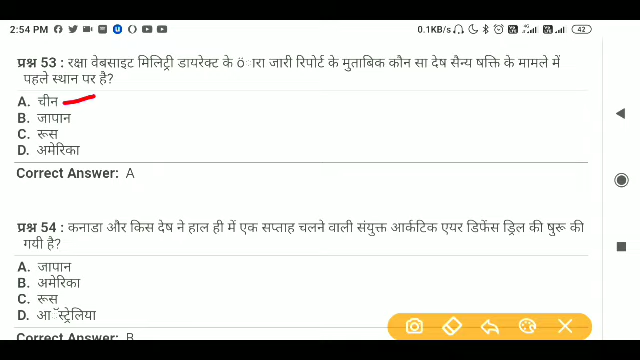 2:54 PM
0.1KB/s
42
प्रश्न 53 : रक्षा वेबसाइट मिलिट्री डायरेक्ट के öारा जारी रिपोर्ट के मुताबिक कौन सा देष सैन्य षक्ति के मामले में
पहले स्थान पर है?
A. चीन
B. जापान
C. रूस
D. अमेरिका
Correct Answer: A
प्रश्न 54 : कनाडा और किस देष ने हाल ही में एक सप्ताह चलने वाली संयुक्त आर्कटिक एयर डिफेंस ड्रिल की षुरू की
गयी है?
A. जापान
B. अमेरिका
C. रूस
D. आॅस्ट्रेलिया
Correct Answer: B